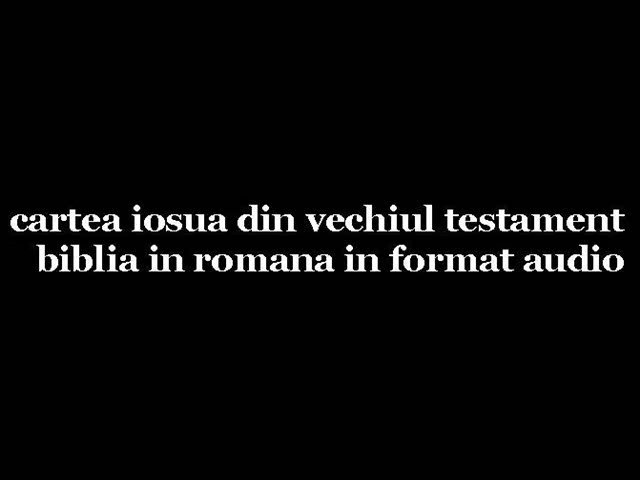 cartea iosua din vechiul testament
biblia in romana in format audio